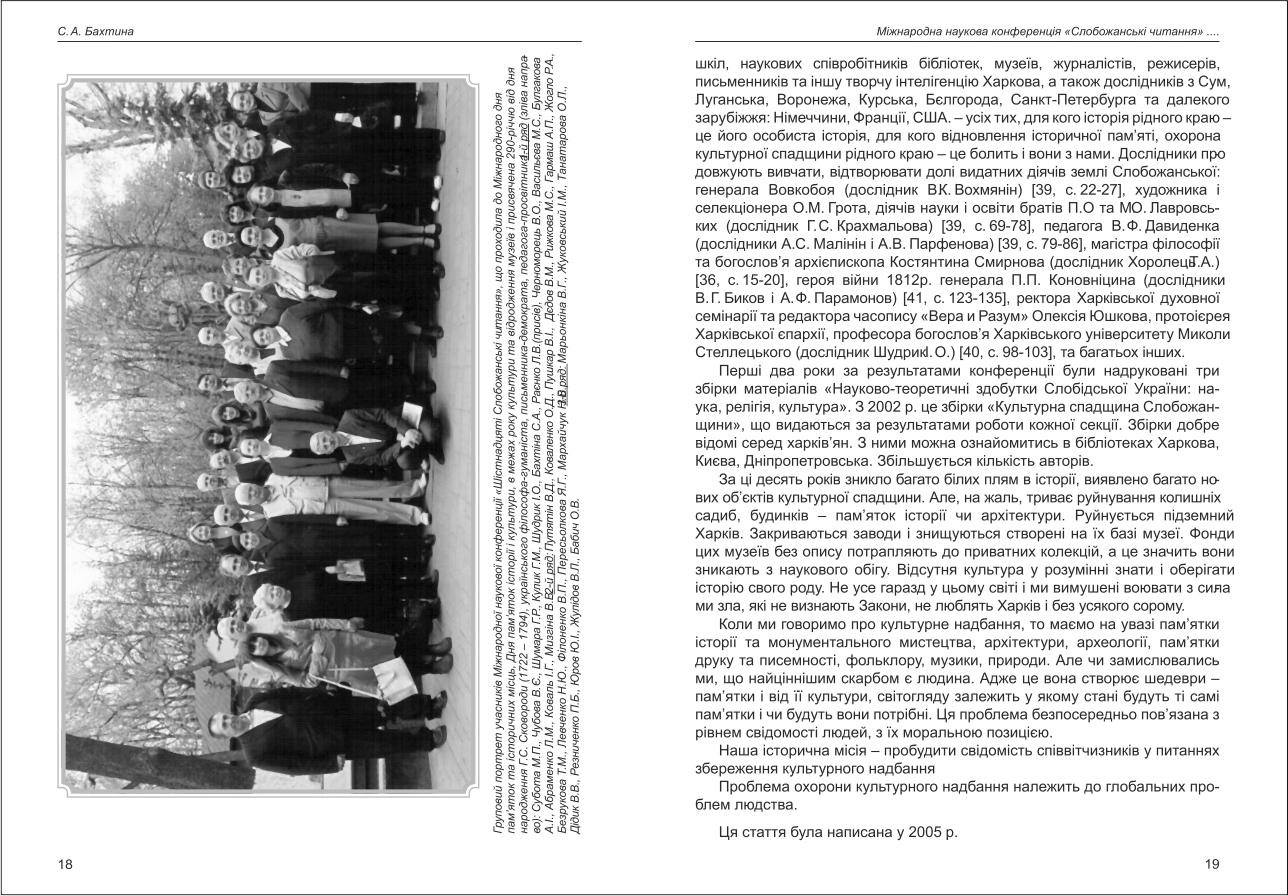 С. А. Бахтина
Груповий портрет учасників Міжнародної наукової конференції «Шістнадцяті Слобожанські читання», що проходила до Міжнародного дня
пам’яток та історичних місць, Дня пам’яток історії і культури, в межах року культури та відродження музеїв і присвячена 290-річчю від дня
народження Г.С. Сковороди (1722 – 1794), українського філософа-гуманіста, письменника-демократа, педагога-просвітника. 1-й ряд (зліва напра-
во): Субота М.П., Чубова В.Є., Шумара Г.Р., Кулик Г.М., Шудрик І.О., Бахтіна С.А., Раєнко Л.В.(присів), Черноморець В.О., Васильєва М.С., Булгакова
А.І., Абраменко Л.М., Коваль І.Г., Мизгіна В.В. 2-й ряд: Путятін В.Д., Коваленко О.Д., Пушкар В.І., Дєдов В.М., Рижкова М.С., Гармаш А.П., Жогло Р.А.,
Безрукова Т.М., Левченко Н.Ю., Філоненко В.П., Пересьолкова Я.Г., Мархайчук Н.В. 3-й ряд: Марьонкіна В.Г., Жуковський І.М., Танатарова О.Л.,
Дідик В.В., Резниченко П.Б., Юров Ю.І., Жулідов В.Л., Бабич О.В.
18
Міжнародна наукова конференція «Слобожанські читання» ....
шкіл, наукових співробітників бібліотек, музеїв, журналістів, режисерів,
письменників та іншу творчу інтелігенцію Харкова, а також дослідників з Сум,
Луганська, Воронежа, Курська, Бєлгорода, Санкт-Петербурга та далекого
зарубіжжя: Німеччини, Франції, США. – усіх тих, для кого історія рідного краю –
це його особиста історія, для кого відновлення історичної пам’яті, охорона
культурної спадщини рідного краю – це болить і вони з нами. Дослідники про-
довжують вивчати, відтворювати долі видатних діячів землі Слобожанської:
генерала Вовкобоя (дослідник В.К. Вохмянін) [39, с. 22-27], художника і
селекціонера О.М. Грота, діячів науки і освіти братів П.О та М.О. Лавровсь-
ких (дослідник Г. С. Крахмальова) [39, с. 69-78], педагога В. Ф. Давиденка
(дослідники А.С. Малінін і А.В. Парфенова) [39, с. 79-86], магістра філософії
та богослов’я архієпископа Костянтина Смирнова (дослідник Хоролець Т.А.)
[36, с. 15-20], героя війни 1812р. генерала П.П. Коновніцина (дослідники
В. Г. Биков і А. Ф. Парамонов) [41, с. 123-135], ректора Харківської духовної
семінарії та редактора часопису «Вера и Разум» Олексія Юшкова, протоієрея
Харківської єпархії, професора богослов’я Харківського університету Миколи
Стеллецького (дослідник Шудрик І. О.) [40, с. 98-103], та багатьох інших.
Перші два роки за результатами конференції були надруковані три
збірки матеріалів «Науково-теоретичні здобутки Слобідської України: на-
ука, релігія, культура». З 2002 р. це збірки «Культурна спадщина Слобожан-
щини», що видаються за результатами роботи кожної секції. Збірки добре
відомі серед харків’ян. З ними можна ознайомитись в бібліотеках Харкова,
Києва, Дніпропетровська. Збільшується кількість авторів.
За ці десять років зникло багато білих плям в історії, виявлено багато но-
вих об’єктів культурної спадщини. Але, на жаль, триває руйнування колишніх
садиб, будинків – пам’яток історії чи архітектури. Руйнується підземний
Харків. Закриваються заводи і знищуються створені на їх базі музеї. Фонди
цих музеїв без опису потрапляють до приватних колекцій, а це значить вони
зникають з наукового обігу. Відсутня культура у розумінні знати і оберігати
історію свого роду. Не усе гаразд у цьому світі і ми вимушені воювати з сила-
ми зла, які не визнають Закони, не люблять Харків і без усякого сорому.
Коли ми говоримо про культурне надбання, то маємо на увазі пам’ятки
історії та монументального мистецтва, архітектури, археології, пам’ятки
друку та писемності, фольклору, музики, природи. Але чи замислювались
ми, що найціннішим скарбом є людина. Адже це вона створює шедеври –
пам’ятки і від її культури, світогляду залежить у якому стані будуть ті самі
пам’ятки і чи будуть вони потрібні. Ця проблема безпосередньо пов’язана з
рівнем свідомості людей, з їх моральною позицією.
Наша історична місія – пробудити свідомість співвітчизників у питаннях
збереження культурного надбання
Проблема охорони культурного надбання належить до глобальних про-
блем людства.
Ця стаття була написана у 2005 р.
19